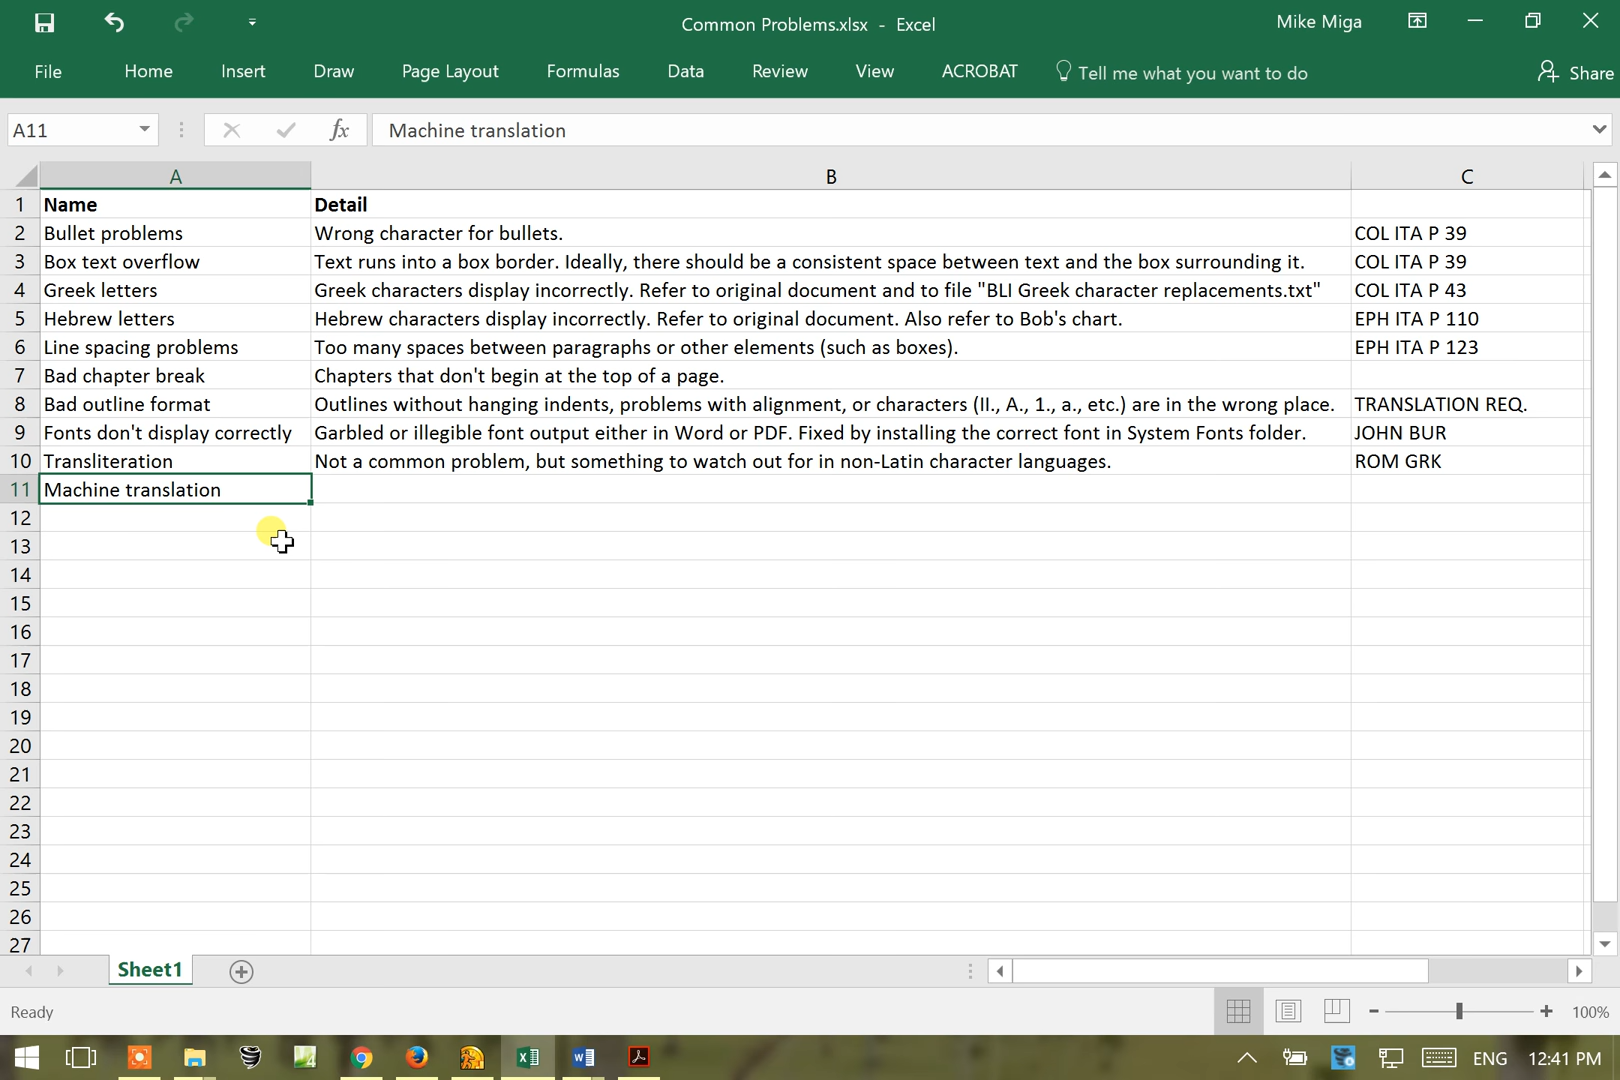 Common Problems.xlsx - Excel
Mike Miga
File Home Insert Draw Page Layout Formulas Data Review View ACROBAT Tell me what you want to do Share
A11 fx Machine translation
A B C
1 Name Detail
2 Bullet problems Wrong character for bullets. COL ITA P 39
3 Box text overflow Text runs into a box border. Ideally, there should be a consistent space between text and the box surrounding it. COL ITA P 39
4 Greek letters Greek characters display incorrectly. Refer to original document and to file "BLI Greek character replacements.txt" COL ITA P 43
5 Hebrew letters Hebrew characters display incorrectly. Refer to original document. Also refer to Bob's chart. EPH ITA P 110
6 Line spacing problems Too many spaces between paragraphs or other elements (such as boxes). EPH ITA P 123
7 Bad chapter break Chapters that don't begin at the top of a page.
8 Bad outline format Outlines without hanging indents, problems with alignment, or characters (II., A., 1., a., etc.) are in the wrong place. TRANSLATION REQ.
9 Fonts don't display correctly Garbled or illegible font output either in Word or PDF. Fixed by installing the correct font in System Fonts folder. JOHN BUR
10 Transliteration Not a common problem, but something to watch out for in non-Latin character languages. ROM GRK
11 Machine translation
12
13
14
15
16
17
18
19
20
21
22
23
24
25
26
27
Sheet1
Ready 100%
ENG 12:41 PM